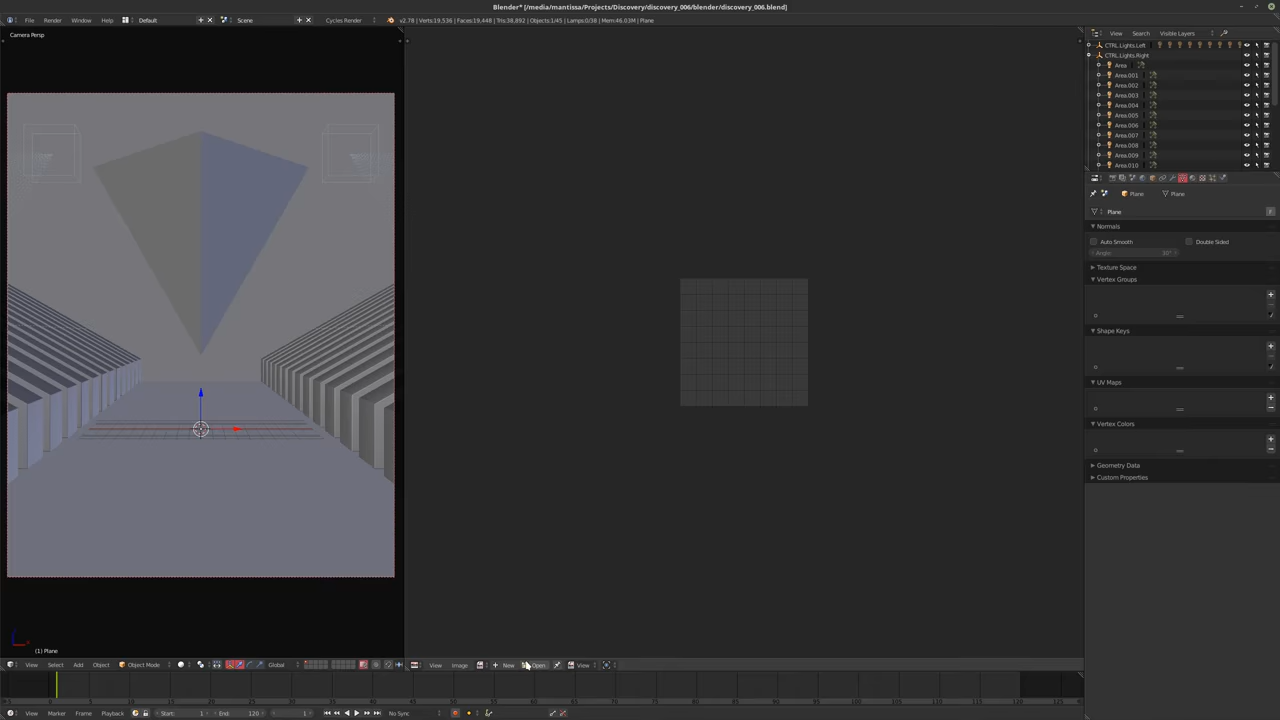 Blender* [/media/mantissa/Projects/Discovery/discovery_006/blender/discovery_006.blend]
File Render Window Help Default Scene Cycles Render v2.78 | Verts:19,536 | Faces:19,448 | Tris:38,892 | Objects:1/45 | Lamps:0/38 | Mem:46.03M | Plane
Camera Persp
View Search Visible Layers
CTRL.Lights.Left
CTRL.Lights.Right
Area
Area.001
Area.002
Area.003
Area.004
Area.005
Area.006
Area.007
Area.008
Area.009
Area.010
Plane Plane
Plane F
Normals
Auto Smooth Double Sided
Angle: 30°
Texture Space
Vertex Groups
Shape Keys
UV Maps
Vertex Colors
Geometry Data
Custom Properties
(1) Plane
View Select Add Object Object Mode Global View Image New Open View
View Marker Frame Playback Start: 1 End: 120 1 No Sync